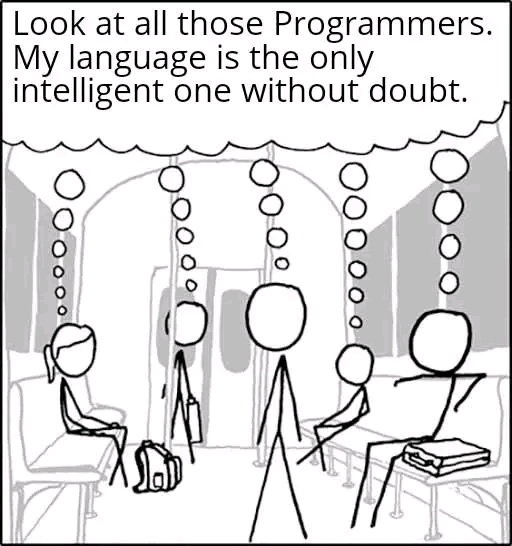 Look at all those Programmers.
My language is the only
intelligent one without doubt.